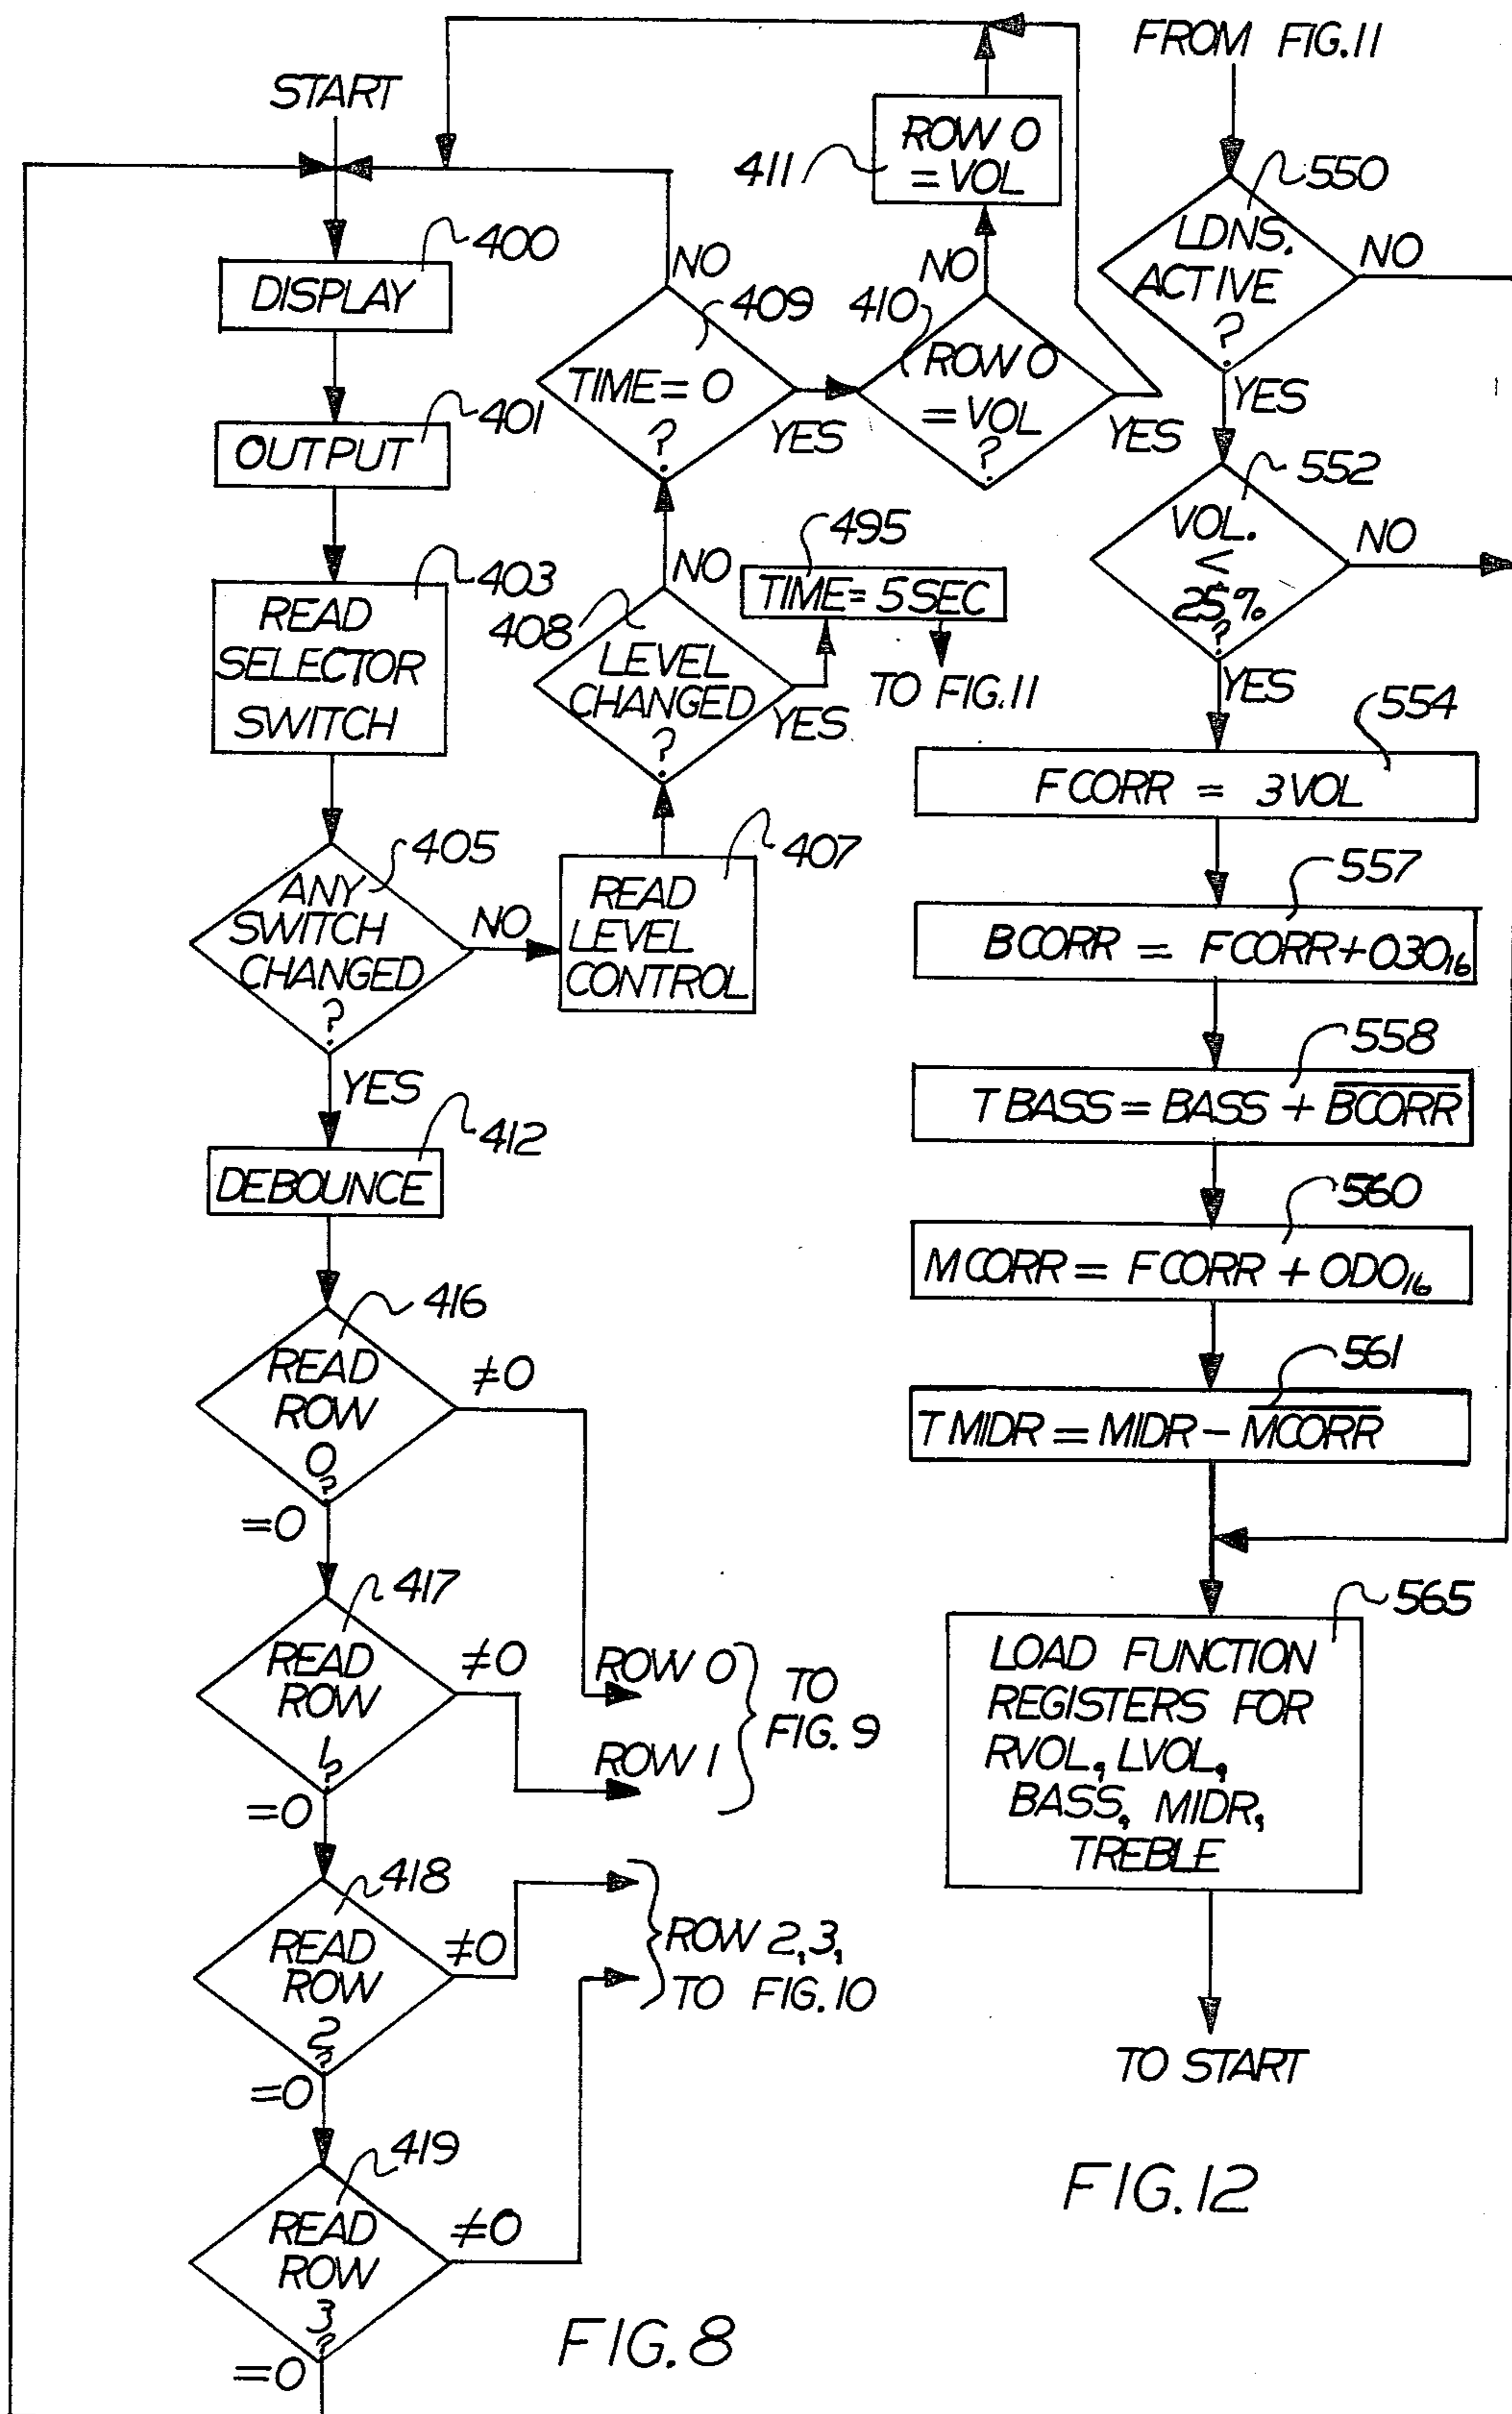 START
400
DISPLAY
401
OUTPUT
403
READ
SELECTOR
SWITCH
405
ANY
SWITCH
CHANGED
?
NO
YES
407
READ
LEVEL
CONTROL
408
LEVEL
CHANGED
?
NO
YES
495
TIME = 5 SEC
TO FIG. 11
409
TIME = 0
?
NO
YES
410
ROW 0
= VOL
?
NO
YES
411
ROW 0
= VOL
412
DEBOUNCE
416
READ
ROW
0
?
≠0
=0
417
READ
ROW
1
?
≠0
=0
ROW 0
ROW 1
TO
FIG. 9
418
READ
ROW
2
?
≠0
=0
ROW 2,3,
TO FIG. 10
419
READ
ROW
3
?
≠0
=0
FIG. 8
FROM FIG. 11
550
LDNS.
ACTIVE
?
NO
YES
552
VOL.
<
25%
?
NO
YES
554
FCORR = 3VOL
557
BCORR = FCORR+030₁₆
558
TBASS = BASS + B̅C̅O̅R̅R̅
560
MCORR = FCORR + 0D0₁₆
561
TMIDR = MIDR – M̅C̅O̅R̅R̅
565
LOAD FUNCTION
REGISTERS FOR
RVOL, LVOL,
BASS, MIDR,
TREBLE
TO START
FIG. 12